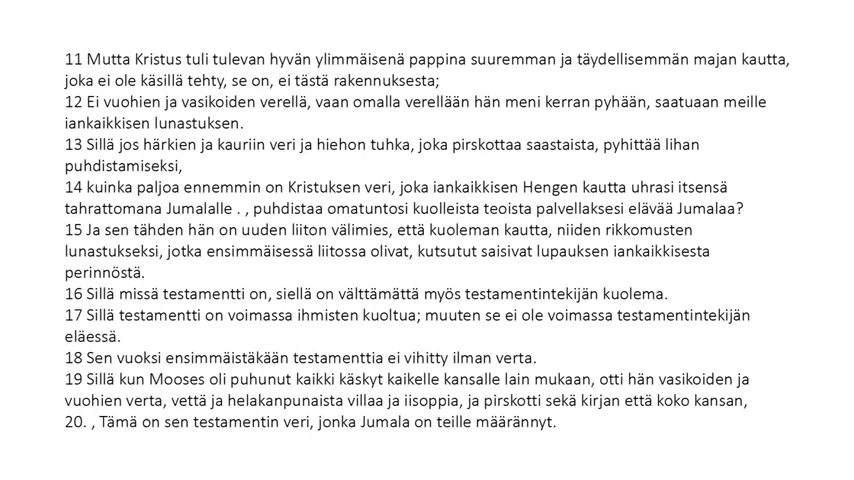 11 Mutta Kristus tuli tulevan hyvän ylimmäisenä pappina suuremman ja täydellisemmän majan kautta,
joka ei ole käsillä tehty, se on, ei tästä rakennuksesta;
12 Ei vuohien ja vasikoiden verellä, vaan omalla verellään hän meni kerran pyhään, saatuaan meille
iankaikkisen lunastuksen.
13 Sillä jos härkien ja kauriin veri ja hiehon tuhka, joka pirskottaa saastaista, pyhittää lihan
puhdistamiseksi,
14 kuinka paljoa ennemmin on Kristuksen veri, joka iankaikkisen Hengen kautta uhrasi itsensä
tahrattomana Jumalalle . , puhdistaa omatuntosi kuolleista teoista palvellaksesi elävää Jumalaa?
15 Ja sen tähden hän on uuden liiton välimies, että kuoleman kautta, niiden rikkomusten
lunastukseksi, jotka ensimmäisessä liitossa olivat, kutsutut saisivat lupauksen iankaikkisesta
perinnöstä.
16 Sillä missä testamentti on, siellä on välttämättä myös testamentintekijän kuolema.
17 Sillä testamentti on voimassa ihmisten kuoltua; muuten se ei ole voimassa testamentintekijän
eläessä.
18 Sen vuoksi ensimmäistäkään testamenttia ei vihitty ilman verta.
19 Sillä kun Mooses oli puhunut kaikki käskyt kaikelle kansalle lain mukaan, otti hän vasikoiden ja
vuohien verta, vettä ja helakanpunaista villaa ja iisoppia, ja pirskotti sekä kirjan että koko kansan,
20. , Tämä on sen testamentin veri, jonka Jumala on teille määrännyt.